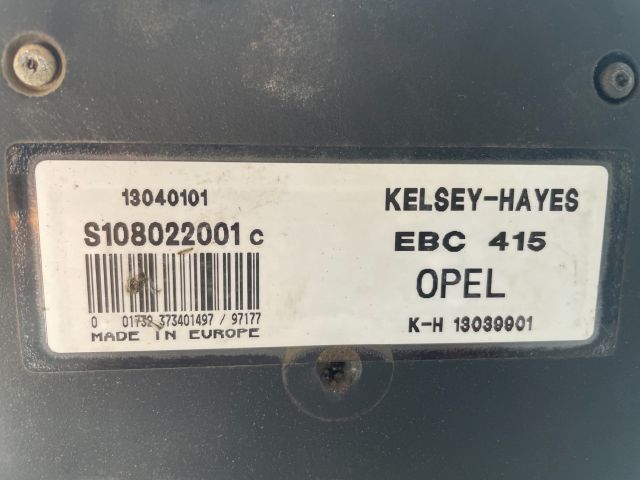 13040101
S108022001 C
0 01732 373401497 / 97177
MADE IN EUROPE
KELSEY-HAYES
EBC 415
OPEL
K-H 13039901